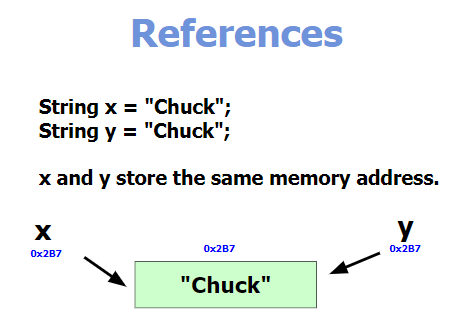 References
String x = "Chuck";
String y = "Chuck";
x and y store the same memory address.
x
y
0x2B7
0x2B7
0x2B7
"Chuck"